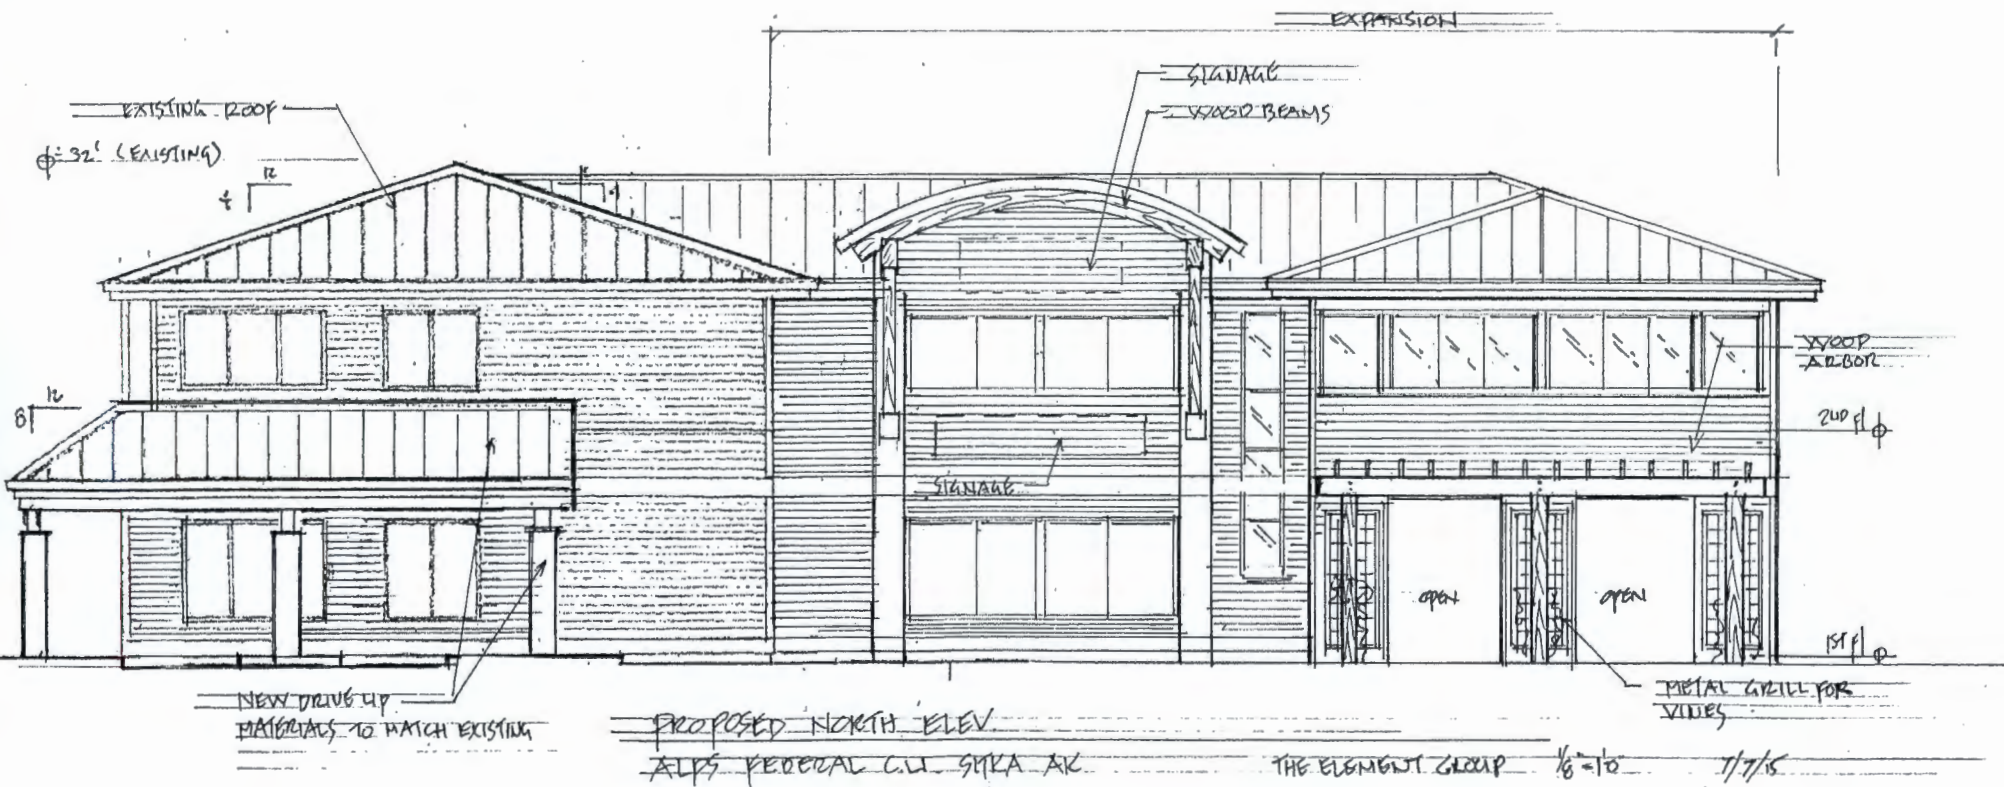 EXPANSION
SIGNAGE
WOOD BEAMS
EXISTING ROOF
32' (EXISTING)
12
4
12
8
WOOD
ARBOR
2ND fl
SIGNAGE
OPEN
OPEN
1ST fl
NEW DRIVE UP
MATERIALS TO MATCH EXISTING
METAL GRILL FOR
VINES
PROPOSED NORTH ELEV.
ALPS FEDERAL C.U. SITKA AK
THE ELEMENT GROUP 1/8"=1'0" 7/7/15